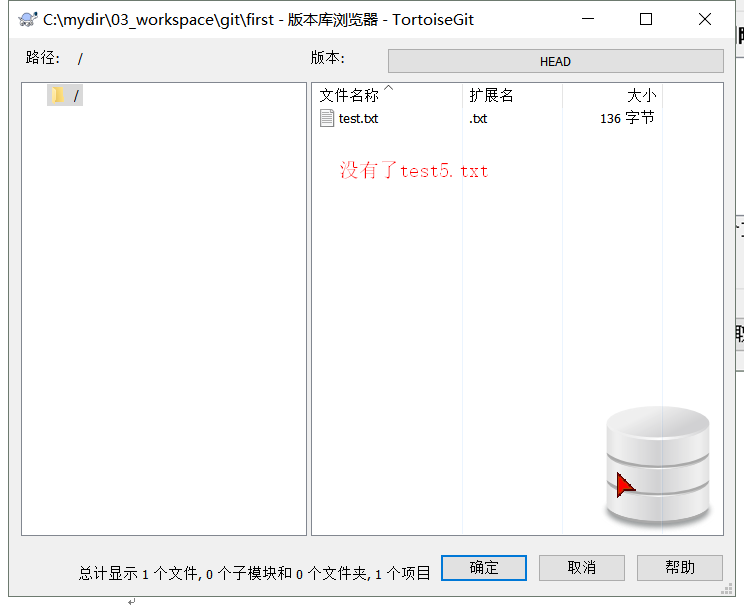 C:\mydir\03_workspace\git\first - 版本库浏览器 - TortoiseGit
路径: /
版本: HEAD
/
文件名称 扩展名 大小
test.txt .txt 136 字节
没有了test5.txt
总计显示 1 个文件, 0 个子模块和 0 个文件夹, 1 个项目
确定 取消 帮助